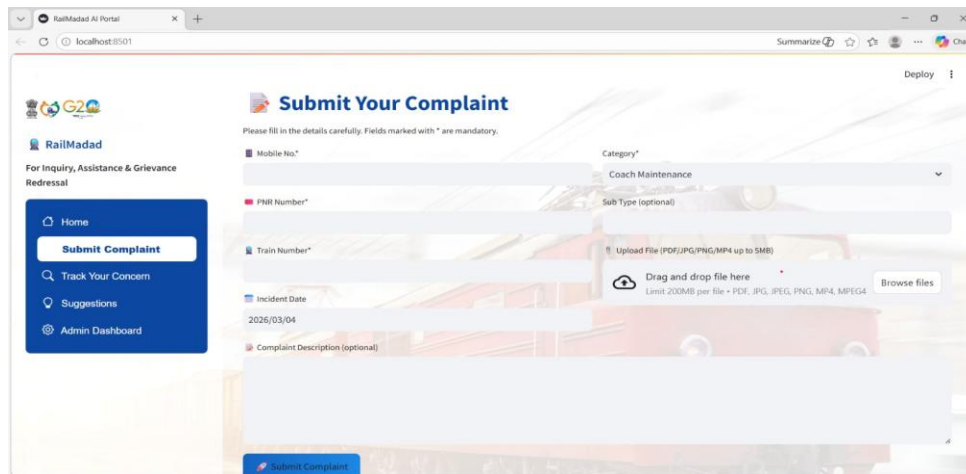 RailMadad AI Portal
localhost:8501
Summarize
Deploy
G20
RailMadad
For Inquiry, Assistance & Grievance
Redressal
Home
Submit Complaint
Track Your Concern
Suggestions
Admin Dashboard
Submit Your Complaint
Please fill in the details carefully. Fields marked with * are mandatory.
Mobile No.*
Category*
Coach Maintenance
PNR Number*
Sub Type (optional)
Train Number*
Upload File (PDF/JPG/PNG/MP4 up to 5MB)
Drag and drop file here
Limit 200MB per file • PDF, JPG, JPEG, PNG, MP4, MPEG4
Browse files
Incident Date
2026/03/04
Complaint Description (optional)
Submit Complaint